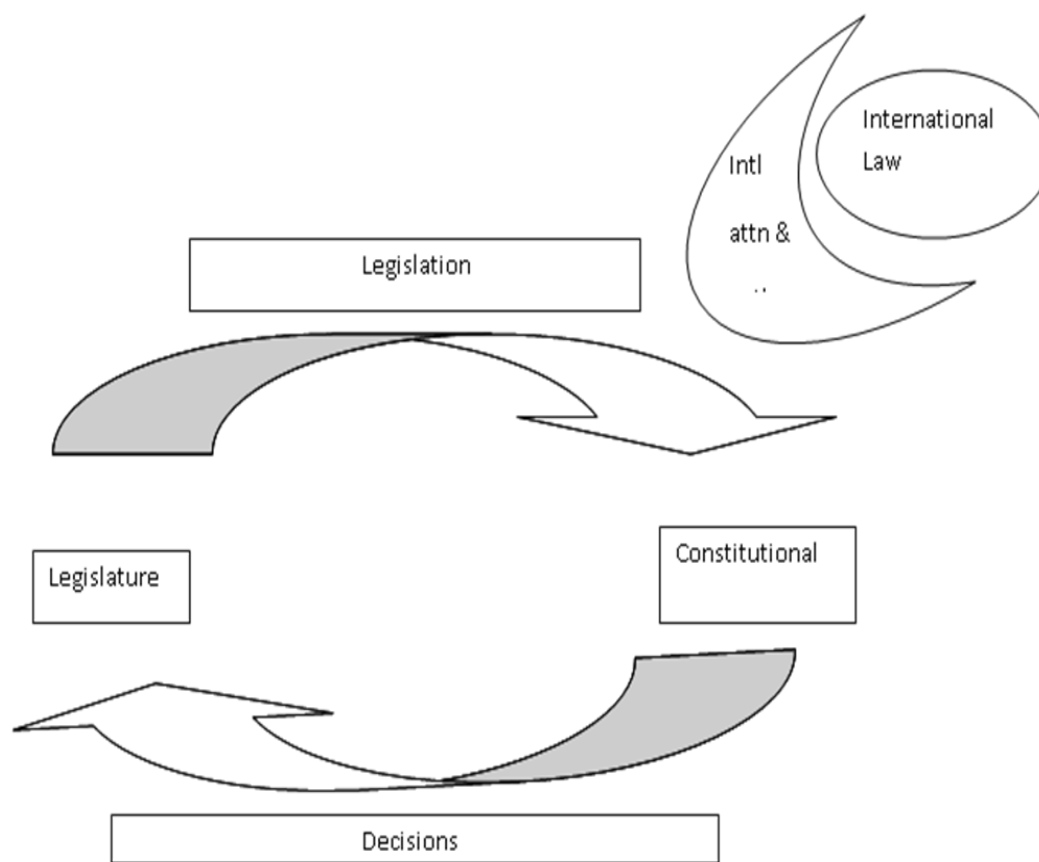 International
Law
Intl
attn &
Legislation
Legislature
Constitutional
Decisions